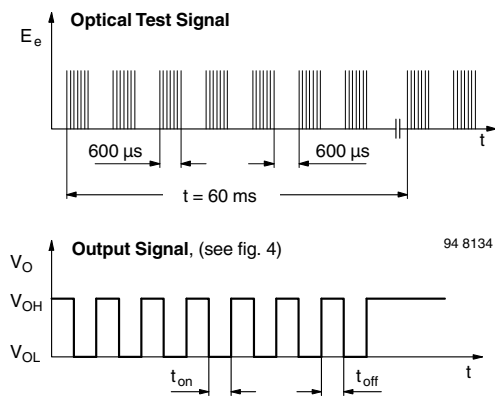 Optical Test Signal
E e
t
600 µs
600 µs
t = 60 ms
Output Signal, (see fig. 4)
94 8134
V O
V OH
V OL
t on
t off
t